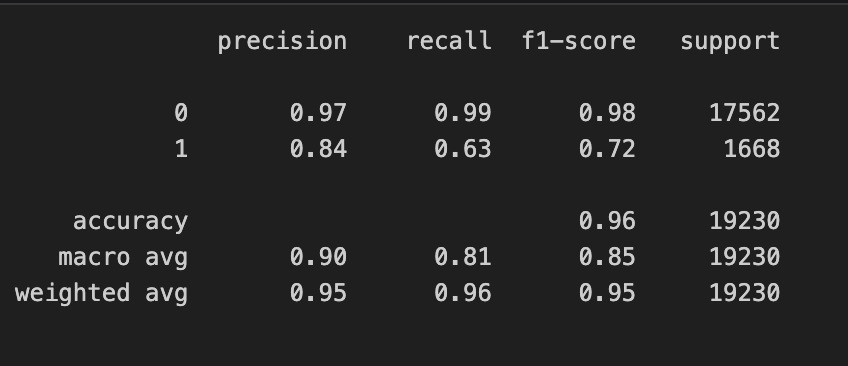 precision recall f1-score support
0 0.97 0.99 0.98 17562
1 0.84 0.63 0.72 1668
accuracy 0.96 19230
macro avg 0.90 0.81 0.85 19230
weighted avg 0.95 0.96 0.95 19230